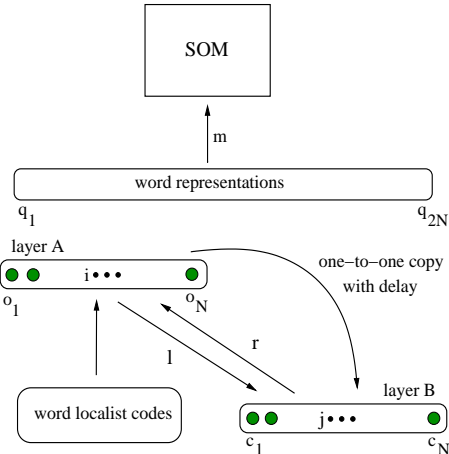 SOM
m
word representations
q1 q2N
layer A
i •••
o1 oN
one−to−one copy
with delay
l r
word localist codes
layer B
j •••
c1 cN